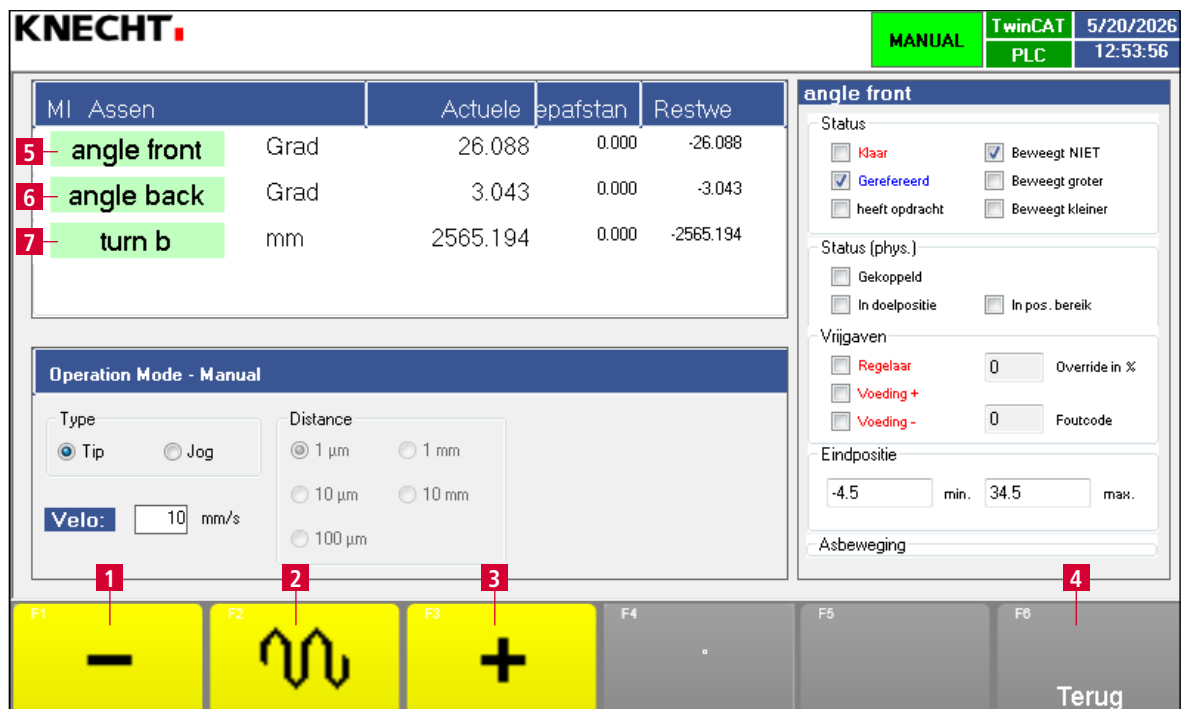 KNECHT
MANUAL
TwinCAT
PLC
5/20/2026
12:53:56
MI Assen Actuele epafstan Restwe
5 angle front Grad 26.088 0.000 -26.088
6 angle back Grad 3.043 0.000 -3.043
7 turn b mm 2565.194 0.000 -2565.194
Operation Mode - Manual
Type
Tip Jog
Velo: 10 mm/s
Distance
1 µm 1 mm
10 µm 10 mm
100 µm
angle front
Status
Klaar Beweegt NIET
Gerefereerd Beweegt groter
heeft opdracht Beweegt kleiner
Status (phys.)
Gekoppeld
In doelpositie In pos. bereik
Vrijgaven
Regelaar 0 Override in %
Voeding +
Voeding - 0 Foutcode
Eindpositie
-4.5 min. 34.5 max.
Asbeweging
1 2 3 4
F1 F2 F3 F4 F5 F6
Terug